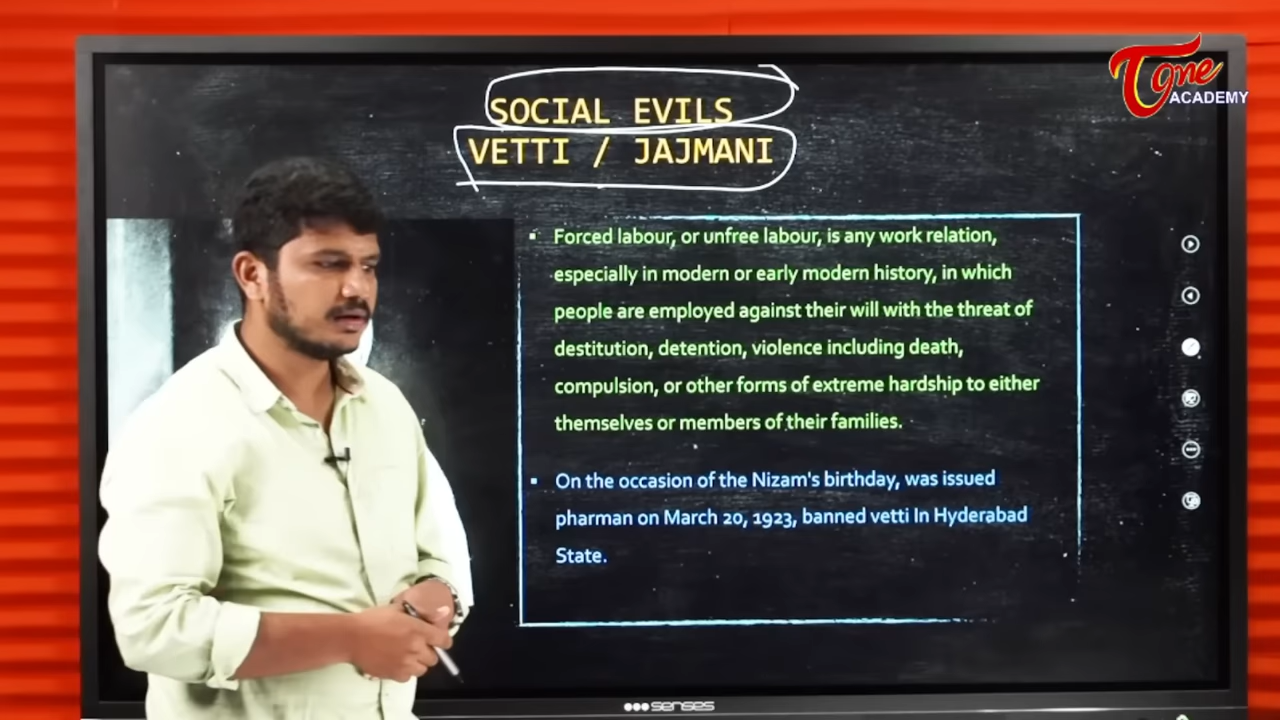 Tone
ACADEMY
SOCIAL EVILS
VETTI / JAJMANI
▪ Forced labour, or unfree labour, is any work relation,
especially in modern or early modern history, in which
people are employed against their will with the threat of
destitution, detention, violence including death,
compulsion, or other forms of extreme hardship to either
themselves or members of their families.
▪ On the occasion of the Nizam's birthday, was issued
pharman on March 20, 1923, banned vetti In Hyderabad
State.
senses